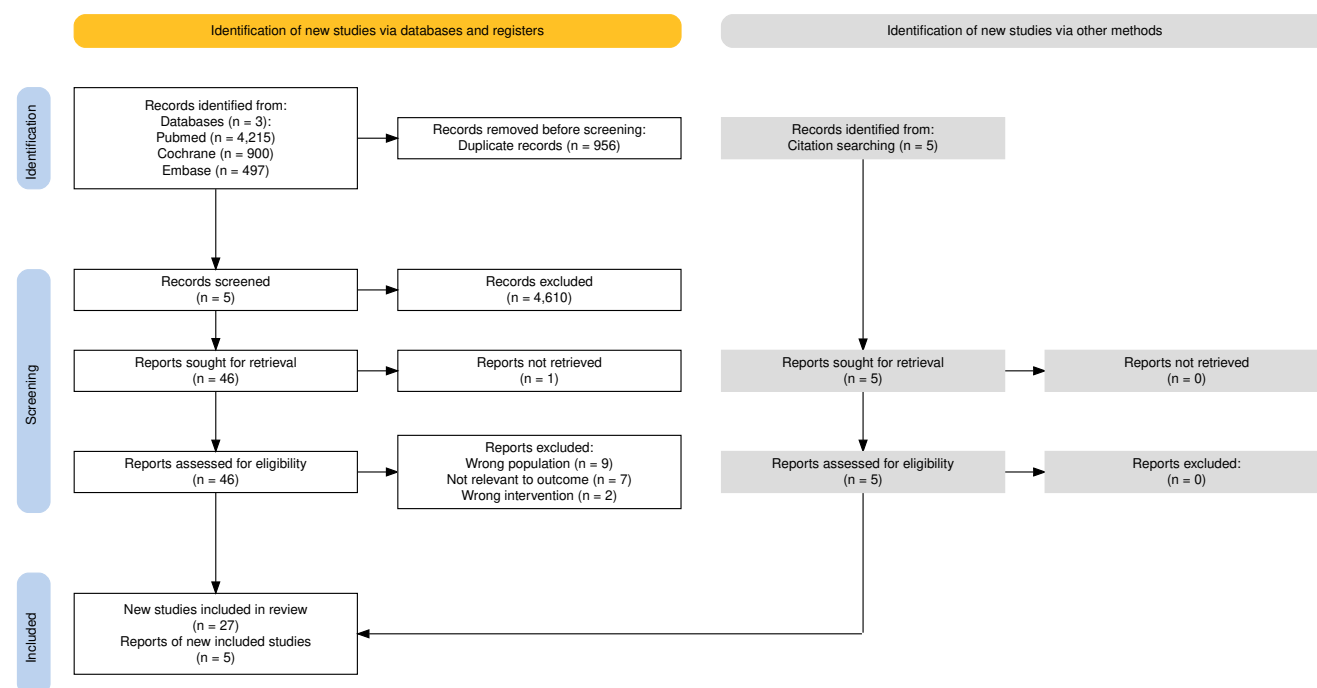 Identification of new studies via databases and registers
Identification of new studies via other methods
Identification
Records identified from:
Databases (n = 3):
Pubmed (n = 4,215)
Cochrane (n = 900)
Embase (n = 497)
Records removed before screening:
Duplicate records (n = 956)
Records identified from:
Citation searching (n = 5)
Screening
Records screened
(n = 5)
Records excluded
(n = 4,610)
Reports sought for retrieval
(n = 46)
Reports not retrieved
(n = 1)
Reports sought for retrieval
(n = 5)
Reports not retrieved
(n = 0)
Reports assessed for eligibility
(n = 46)
Reports excluded:
Wrong population (n = 9)
Not relevant to outcome (n = 7)
Wrong intervention (n = 2)
Reports assessed for eligibility
(n = 5)
Reports excluded:
(n = 0)
Included
New studies included in review
(n = 27)
Reports of new included studies
(n = 5)